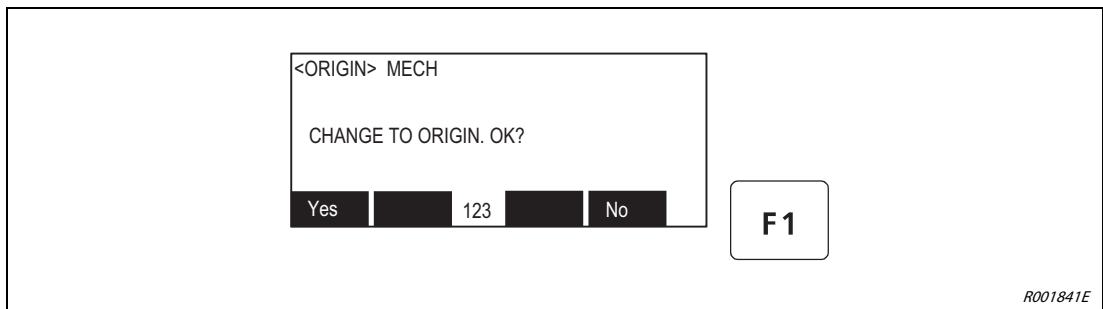 <ORIGIN> MECH
CHANGE TO ORIGIN. OK?
Yes 123 No
F1
R001841E